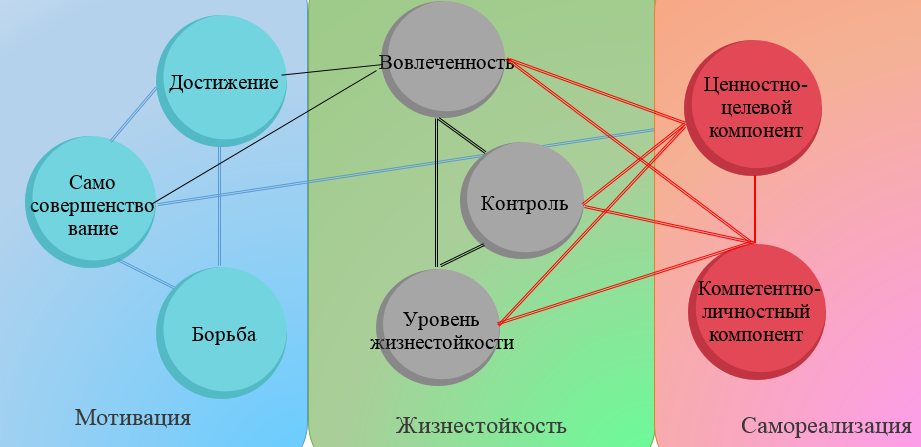 Достижение
Само
совершенство
вание
Борьба
Мотивация
Вовлеченность
Контроль
Уровень
жизнестойкости
Жизнестойкость
Ценностно-
целевой
компонент
Компетентно-
личностный
компонент
Самореализация